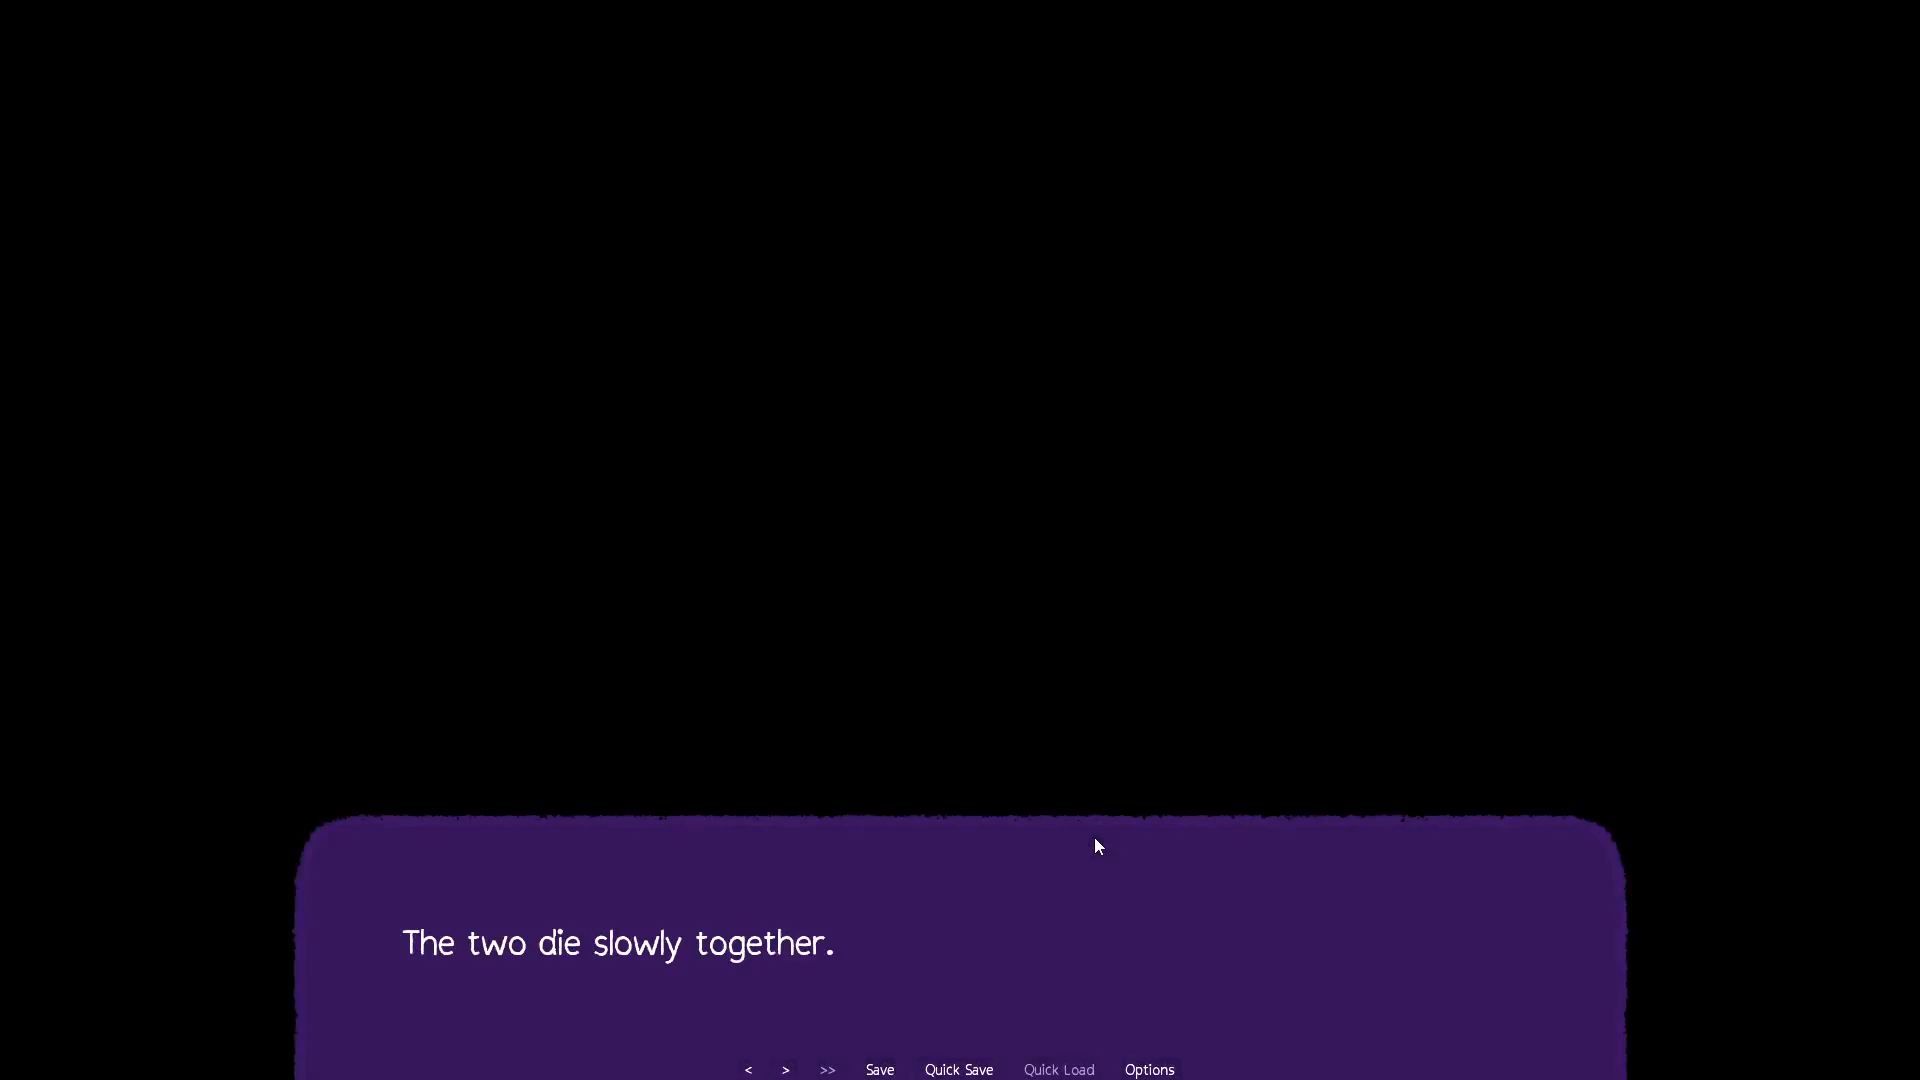 The two die slowly together.
< > >> Save Quick Save Quick Load Options